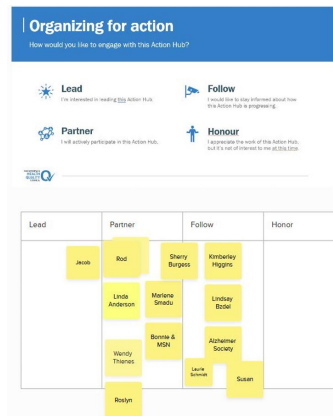 Organizing for action
How would you like to engage with this Action Hub?
Lead
I'm interested in leading this Action Hub.
Follow
I would like to stay informed about how
this Action Hub is progressing.
Partner
I will actively participate in this Action Hub.
Honour
I appreciate the work of this Action Hub,
but it's not of interest to me at this time.
HEALTH
QUALITY
Lead
Partner
Follow
Honor
Jacob
Rod
Sherry
Burgess
Kimberley
Higgins
Linda
Anderson
Marlene
Smadu
Lindsay
Bzdel
Bonnie &
MSN
Alzheimer
Society
Wendy
Thienes
Laurie
Schmidt
Susan
Roslyn